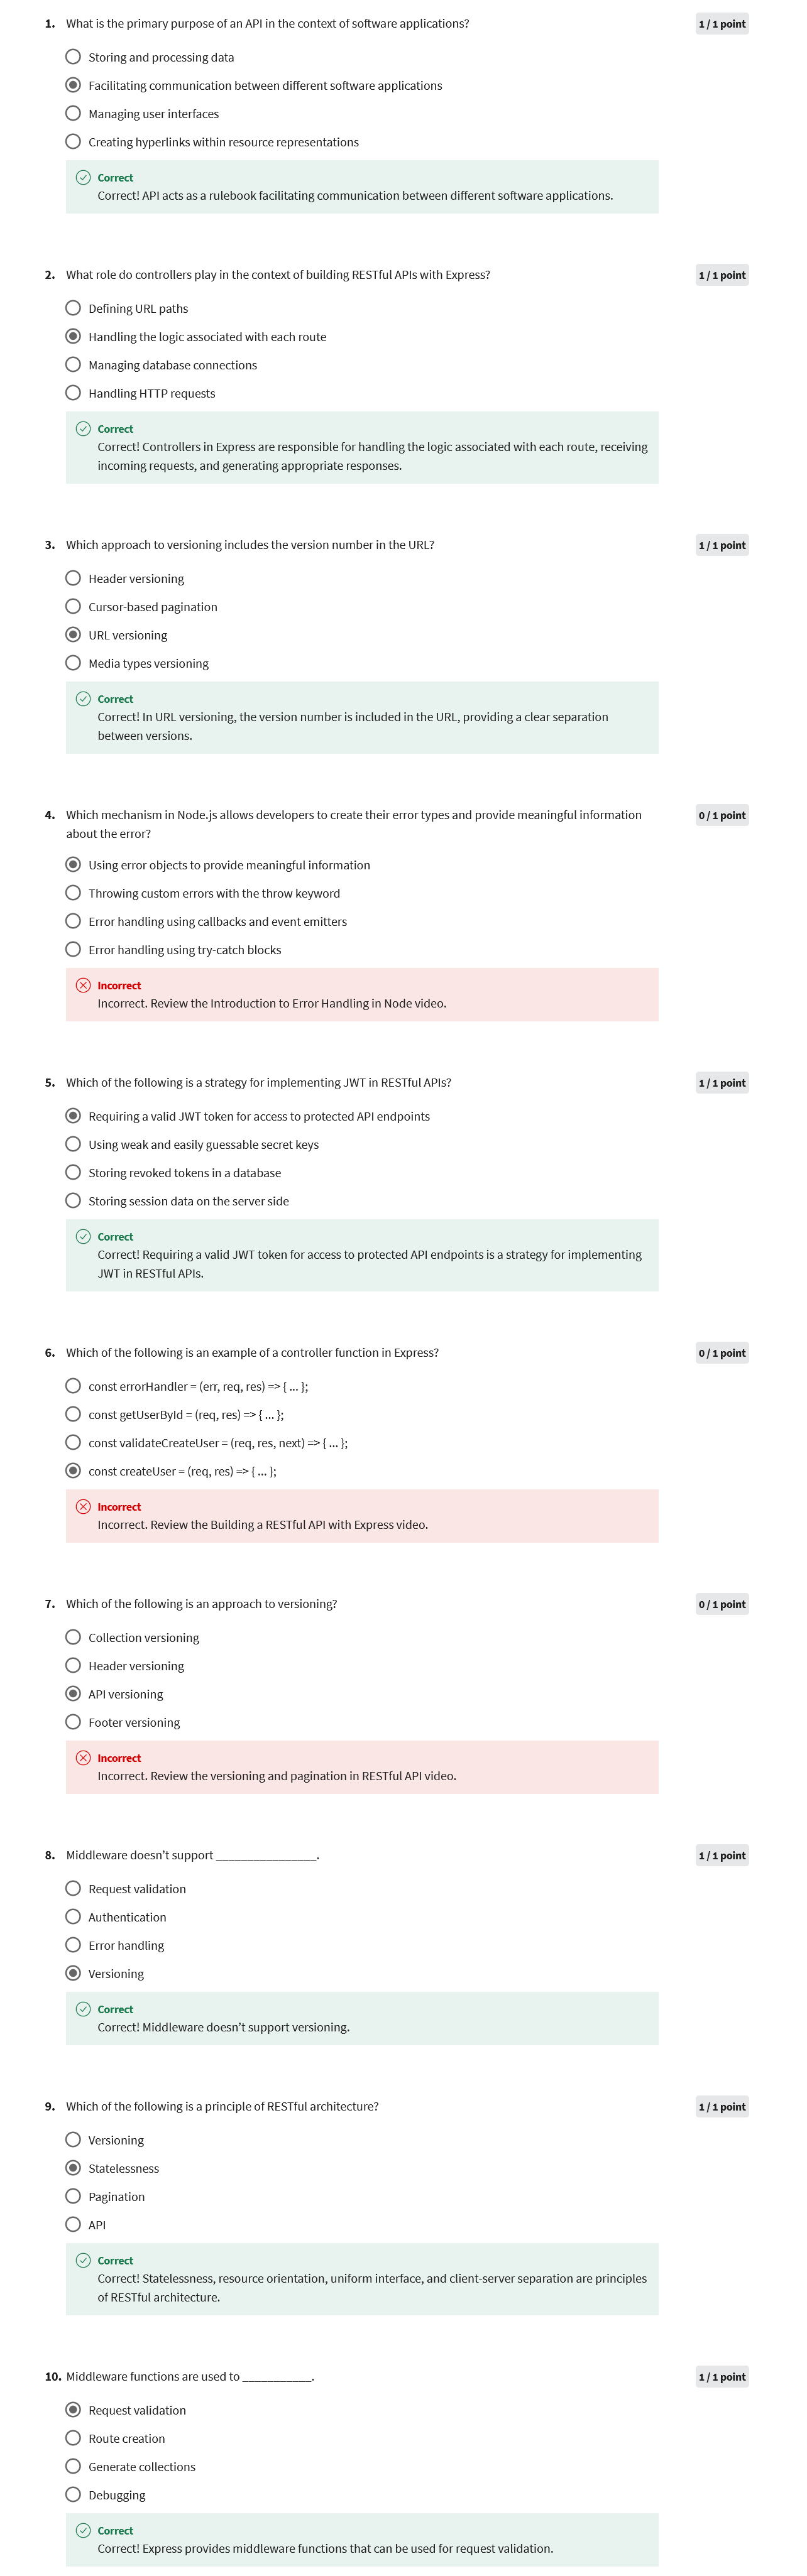 1. What is the primary purpose of an API in the context of software applications?
1 / 1 point
Storing and processing data
Facilitating communication between different software applications
Managing user interfaces
Creating hyperlinks within resource representations
Correct
Correct! API acts as a rulebook facilitating communication between different software applications.
2. What role do controllers play in the context of building RESTful APIs with Express?
1 / 1 point
Defining URL paths
Handling the logic associated with each route
Managing database connections
Handling HTTP requests
Correct
Correct! Controllers in Express are responsible for handling the logic associated with each route, receiving
incoming requests, and generating appropriate responses.
3. Which approach to versioning includes the version number in the URL?
1 / 1 point
Header versioning
Cursor-based pagination
URL versioning
Media types versioning
Correct
Correct! In URL versioning, the version number is included in the URL, providing a clear separation
between versions.
4. Which mechanism in Node.js allows developers to create their error types and provide meaningful information
about the error?
0 / 1 point
Using error objects to provide meaningful information
Throwing custom errors with the throw keyword
Error handling using callbacks and event emitters
Error handling using try-catch blocks
Incorrect
Incorrect. Review the Introduction to Error Handling in Node video.
5. Which of the following is a strategy for implementing JWT in RESTful APIs?
1 / 1 point
Requiring a valid JWT token for access to protected API endpoints
Using weak and easily guessable secret keys
Storing revoked tokens in a database
Storing session data on the server side
Correct
Correct! Requiring a valid JWT token for access to protected API endpoints is a strategy for implementing
JWT in RESTful APIs.
6. Which of the following is an example of a controller function in Express?
0 / 1 point
const errorHandler = (err, req, res) => { ... };
const getUserById = (req, res) => { ... };
const validateCreateUser = (req, res, next) => { ... };
const createUser = (req, res) => { ... };
Incorrect
Incorrect. Review the Building a RESTful API with Express video.
7. Which of the following is an approach to versioning?
0 / 1 point
Collection versioning
Header versioning
API versioning
Footer versioning
Incorrect
Incorrect. Review the versioning and pagination in RESTful API video.
8. Middleware doesn’t support ________________.
1 / 1 point
Request validation
Authentication
Error handling
Versioning
Correct
Correct! Middleware doesn’t support versioning.
9. Which of the following is a principle of RESTful architecture?
1 / 1 point
Versioning
Statelessness
Pagination
API
Correct
Correct! Statelessness, resource orientation, uniform interface, and client-server separation are principles
of RESTful architecture.
10. Middleware functions are used to ___________.
1 / 1 point
Request validation
Route creation
Generate collections
Debugging
Correct
Correct! Express provides middleware functions that can be used for request validation.